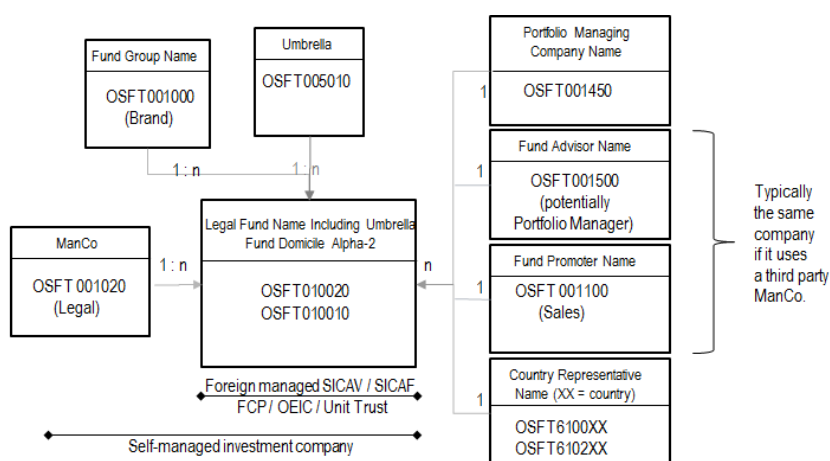 Fund Group Name
OSFT001000
(Brand)
Umbrella
OSFT005010
Portfolio Managing
Company Name
OSFT001450
1
1 : n
1 : n
Fund Advisor Name
OSFT001500
(potentially
Portfolio Manager)
1
Legal Fund Name Including Umbrella
Fund Domicile Alpha-2
OSFT010020
OSFT010010
ManCo
OSFT 001020
(Legal)
1 : n
n
Fund Promoter Name
OSFT 001100
(Sales)
1
Typically
the same
company
if it uses
a third party
ManCo.
Country Representative
Name (XX = country)
OSFT6100XX
OSFT6102XX
1
Foreign managed SICAV / SICAF
FCP / OEIC / Unit Trust
Self-managed investment company